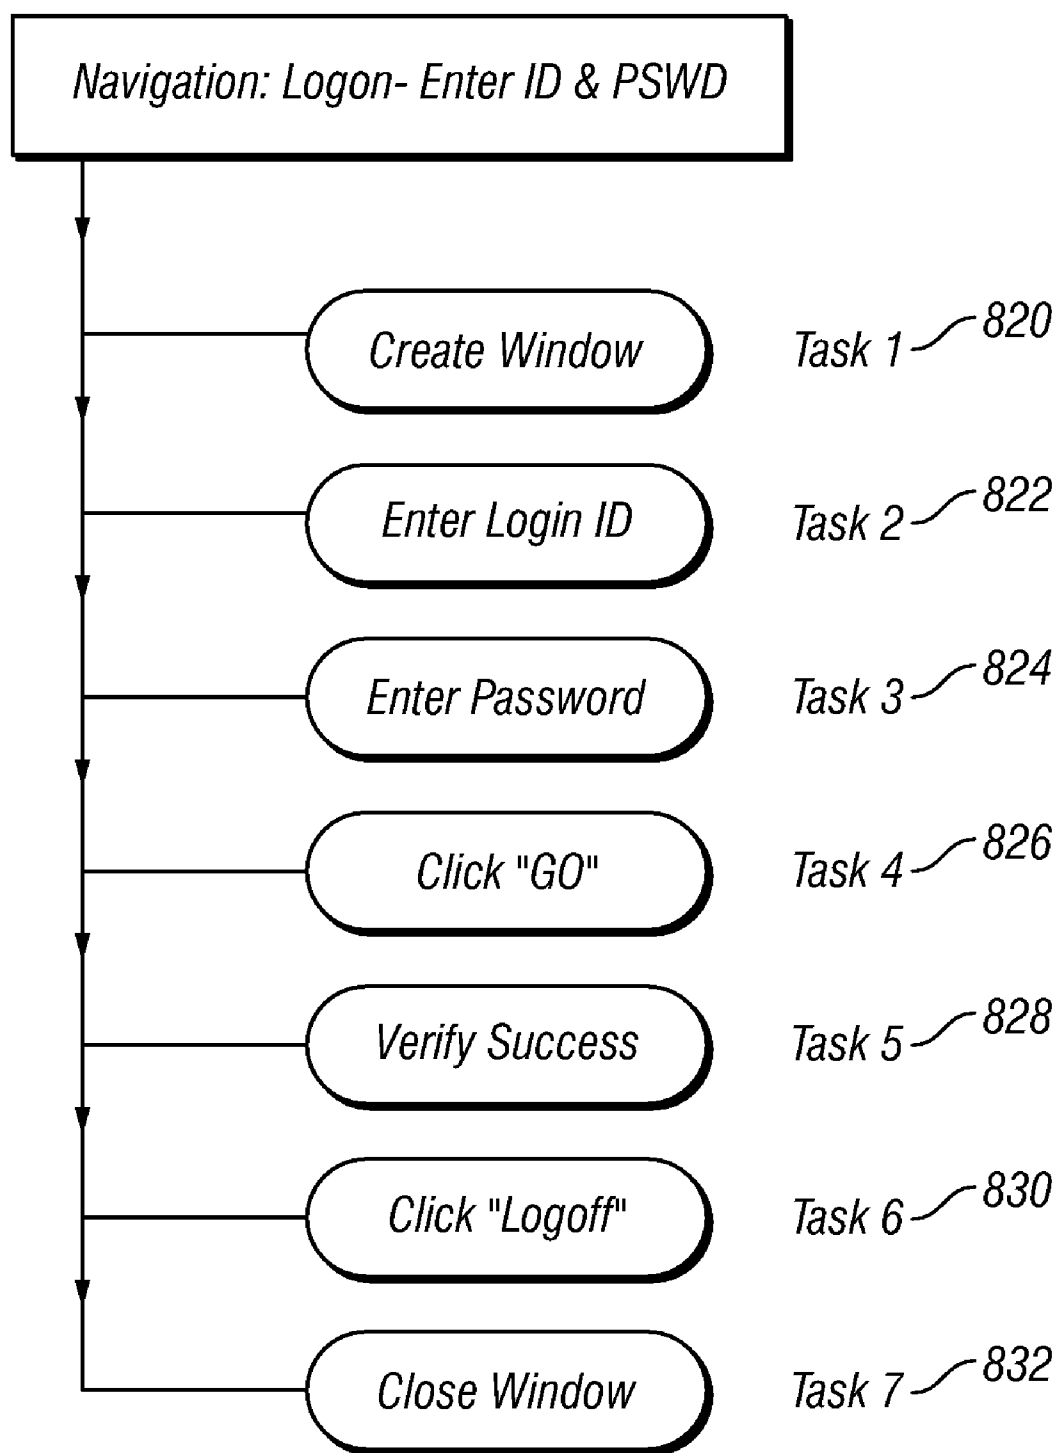 Navigation: Logon- Enter ID & PSWD
Create Window Task 1 820
Enter Login ID Task 2 822
Enter Password Task 3 824
Click "GO" Task 4 826
Verify Success Task 5 828
Click "Logoff" Task 6 830
Close Window Task 7 832